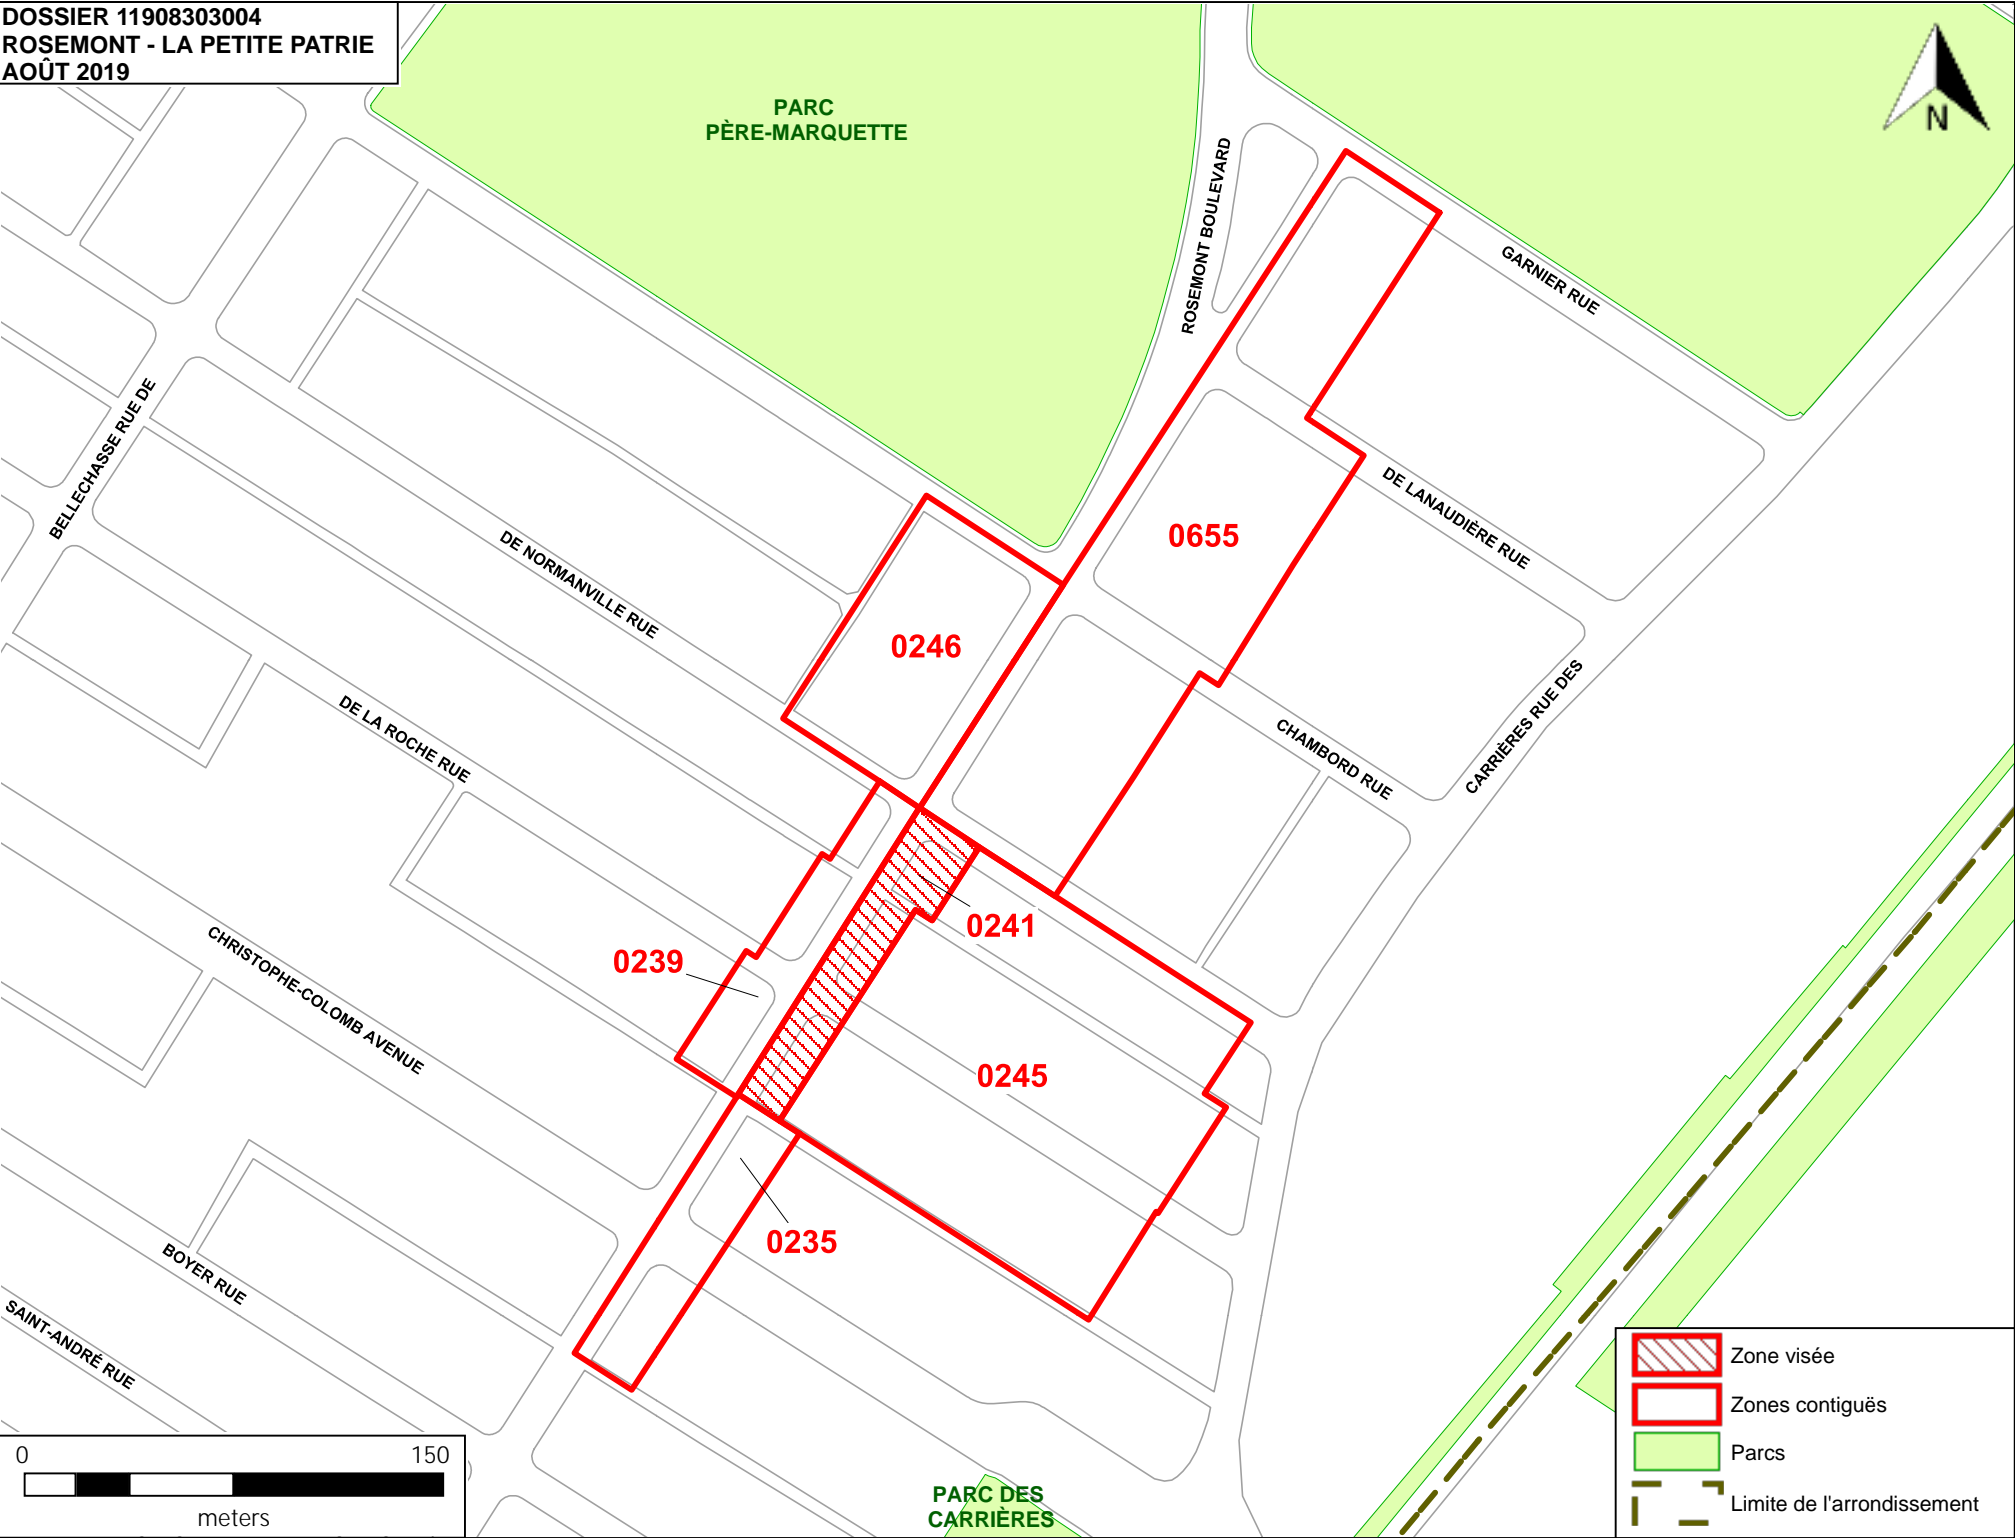 DOSSIER 11908303004
ROSEMONT - LA PETITE PATRIE
AOÛT 2019
PARC
PÈRE-MARQUETTE
N
ROSEMONT BOULEVARD
GARNIER RUE
BELLECHASSE RUE DE
DE NORMANVILLE RUE
0655
DE LANAUDIÈRE RUE
0246
DE LA ROCHE RUE
CHAMBORD RUE
CARRIÈRES RUE DES
0241
0239
CHRISTOPHE-COLOMB AVENUE
0245
0235
BOYER RUE
SAINT-ANDRÉ RUE
0 150
meters
PARC DES
CARRIÈRES
Zone visée
Zones contiguës
Parcs
Limite de l'arrondissement